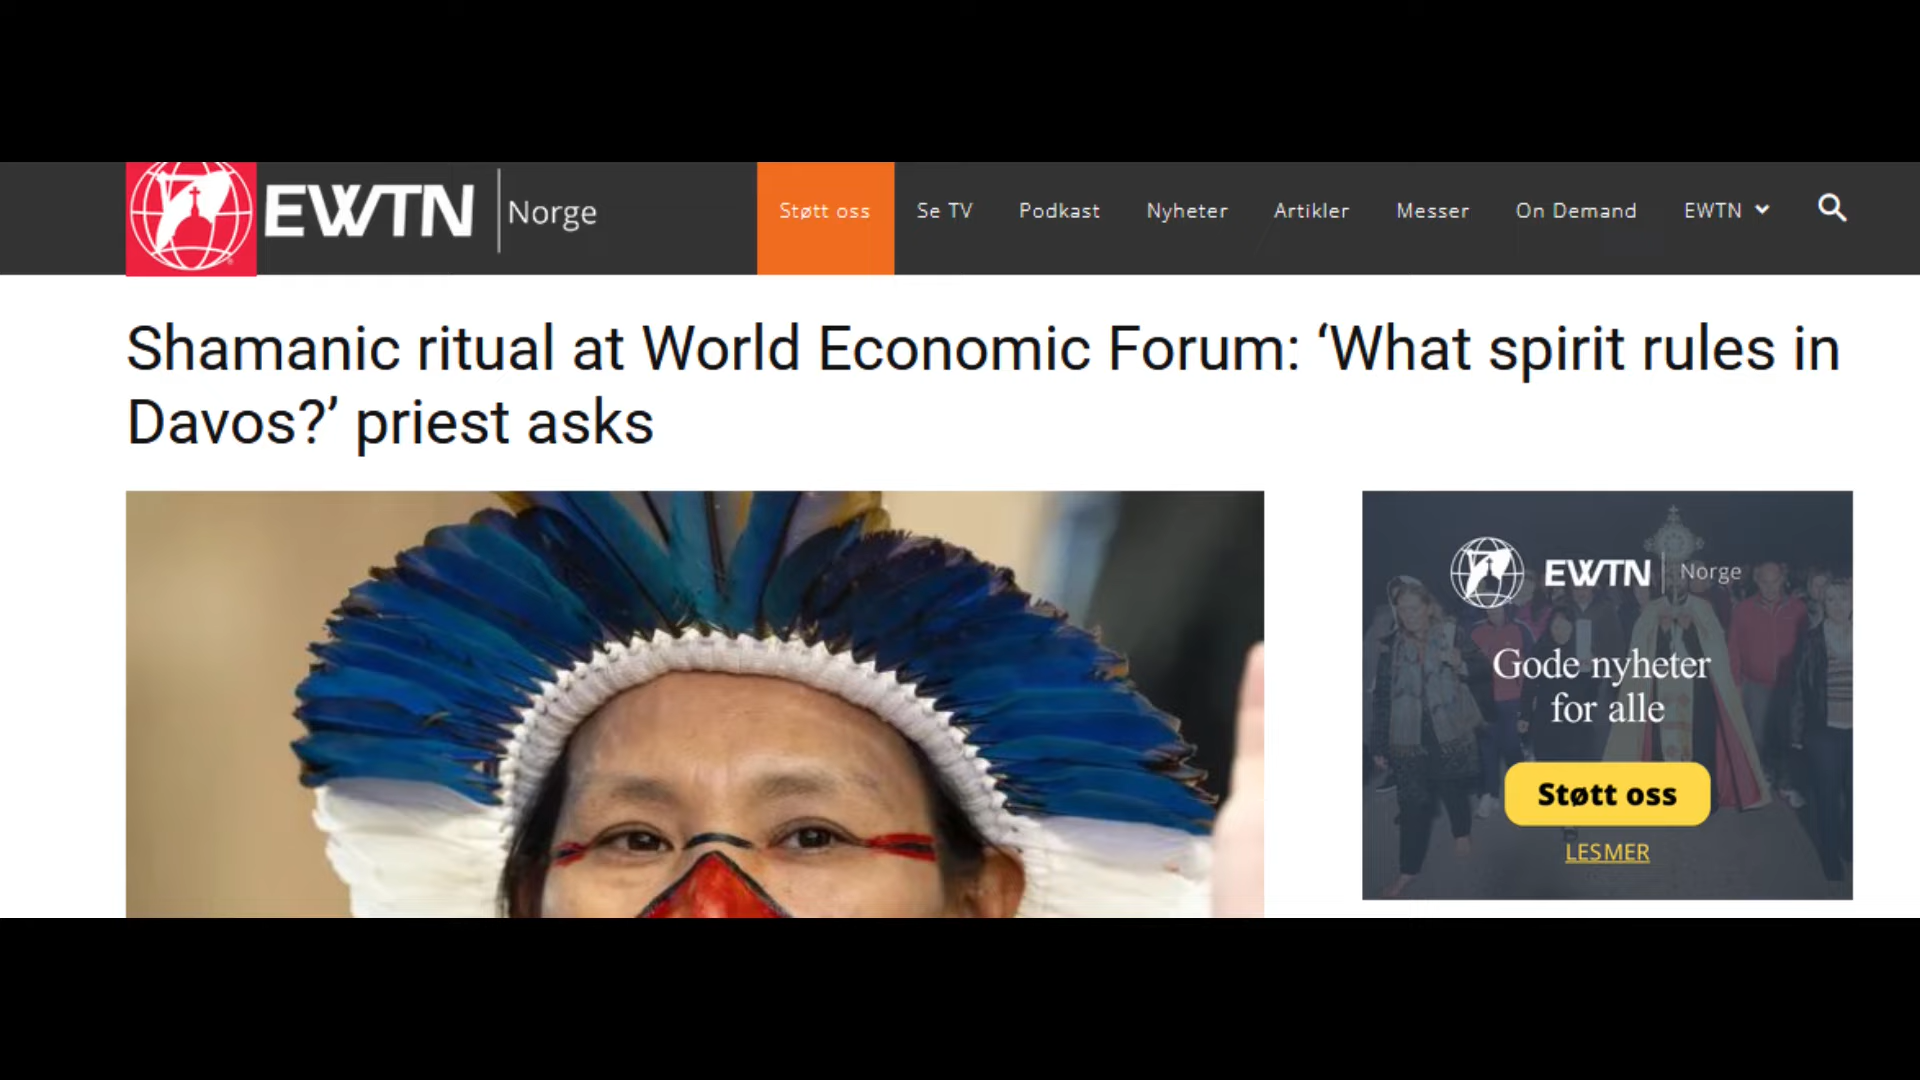 EWTN | Norge
Støtt oss
Se TV
Podkast
Nyheter
Artikler
Messer
On Demand
EWTN
Shamanic ritual at World Economic Forum: ‘What spirit rules in
Davos?’ priest asks
EWTN | Norge
Gode nyheter
for alle
Støtt oss
LES MER